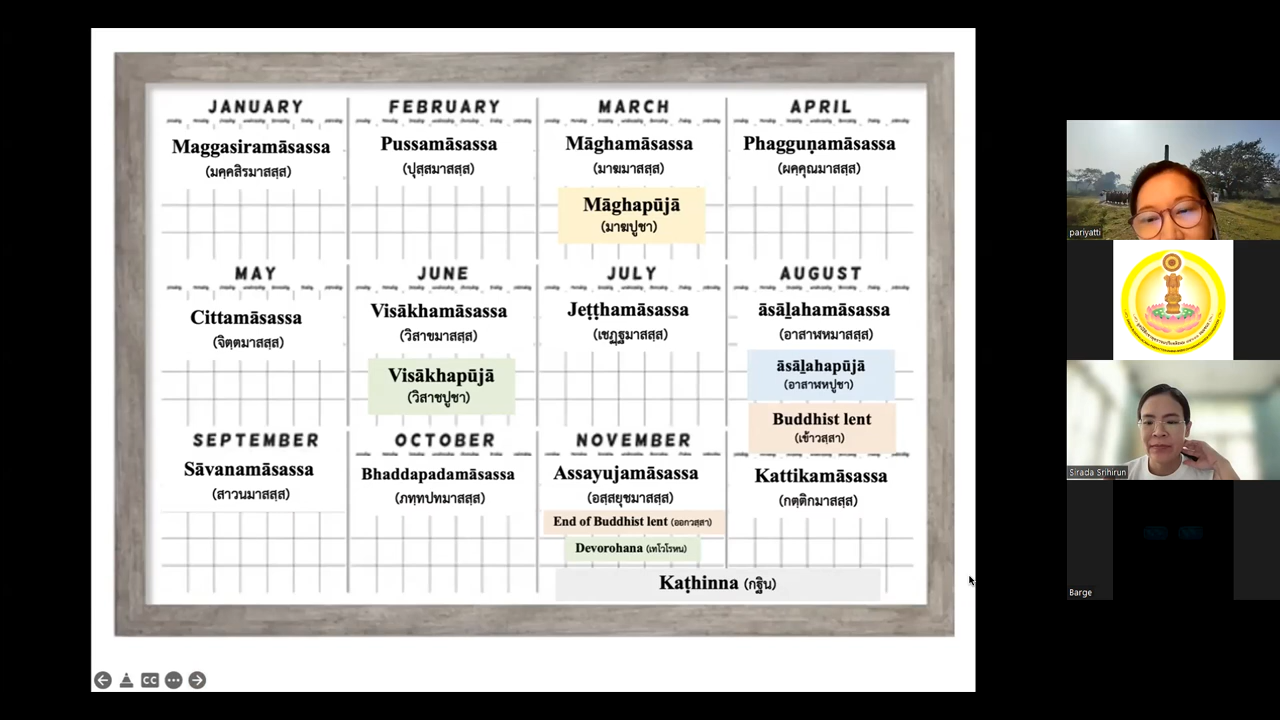 JANUARY
Maggasiramāsassa
(มคฺคสิรมาสสฺส)
FEBRUARY
Pussamāsassa
(ปุสฺสมาสสฺส)
MARCH
Māghamāsassa
(มาฆมาสสฺส)
Māghapūjā
(มาฆปูชา)
APRIL
Phagguṇamāsassa
(ผคฺคุณมาสสฺส)
MAY
Cittamāsassa
(จิตฺตมาสสฺส)
JUNE
Visākhamāsassa
(วิสาขมาสสฺส)
Visākhapūjā
(วิสาขปูชา)
JULY
Jeṭṭhamāsassa
(เชฏฺฐมาสสฺส)
AUGUST
āsāḻahamāsassa
(อาสาฬหมาสสฺส)
āsāḻahapūjā
(อาสาฬหปูชา)
Buddhist lent
(เข้าวสฺสา)
SEPTEMBER
Sāvanamāsassa
(สาวนมาสสฺส)
OCTOBER
Bhaddapadamāsassa
(ภทฺทปทมาสสฺส)
NOVEMBER
Assayujamāsassa
(อสฺสยุชมาสสฺส)
End of Buddhist lent (ออกวสฺสา)
Devorohana (เทโวโรหน)
Kattikamāsassa
(กตฺติกมาสสฺส)
Kaṭhinna (กฐิน)
CC
pariyatti
Sirada Srihirun
Barge